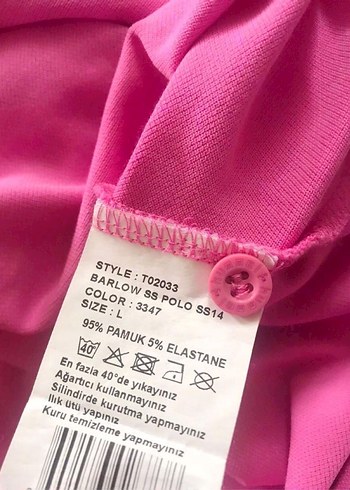 STYLE : T02033
BARLOW SS POLO SS14
COLOR : 3347
SIZE : L
95% PAMUK 5% ELASTANE
40
En fazla 40°de yıkayınız
Ağartıcı kullanmayınız
Silindirde kurutma yapmayınız
Ilık ütü yapınız
Kuru temizleme yapmayınız